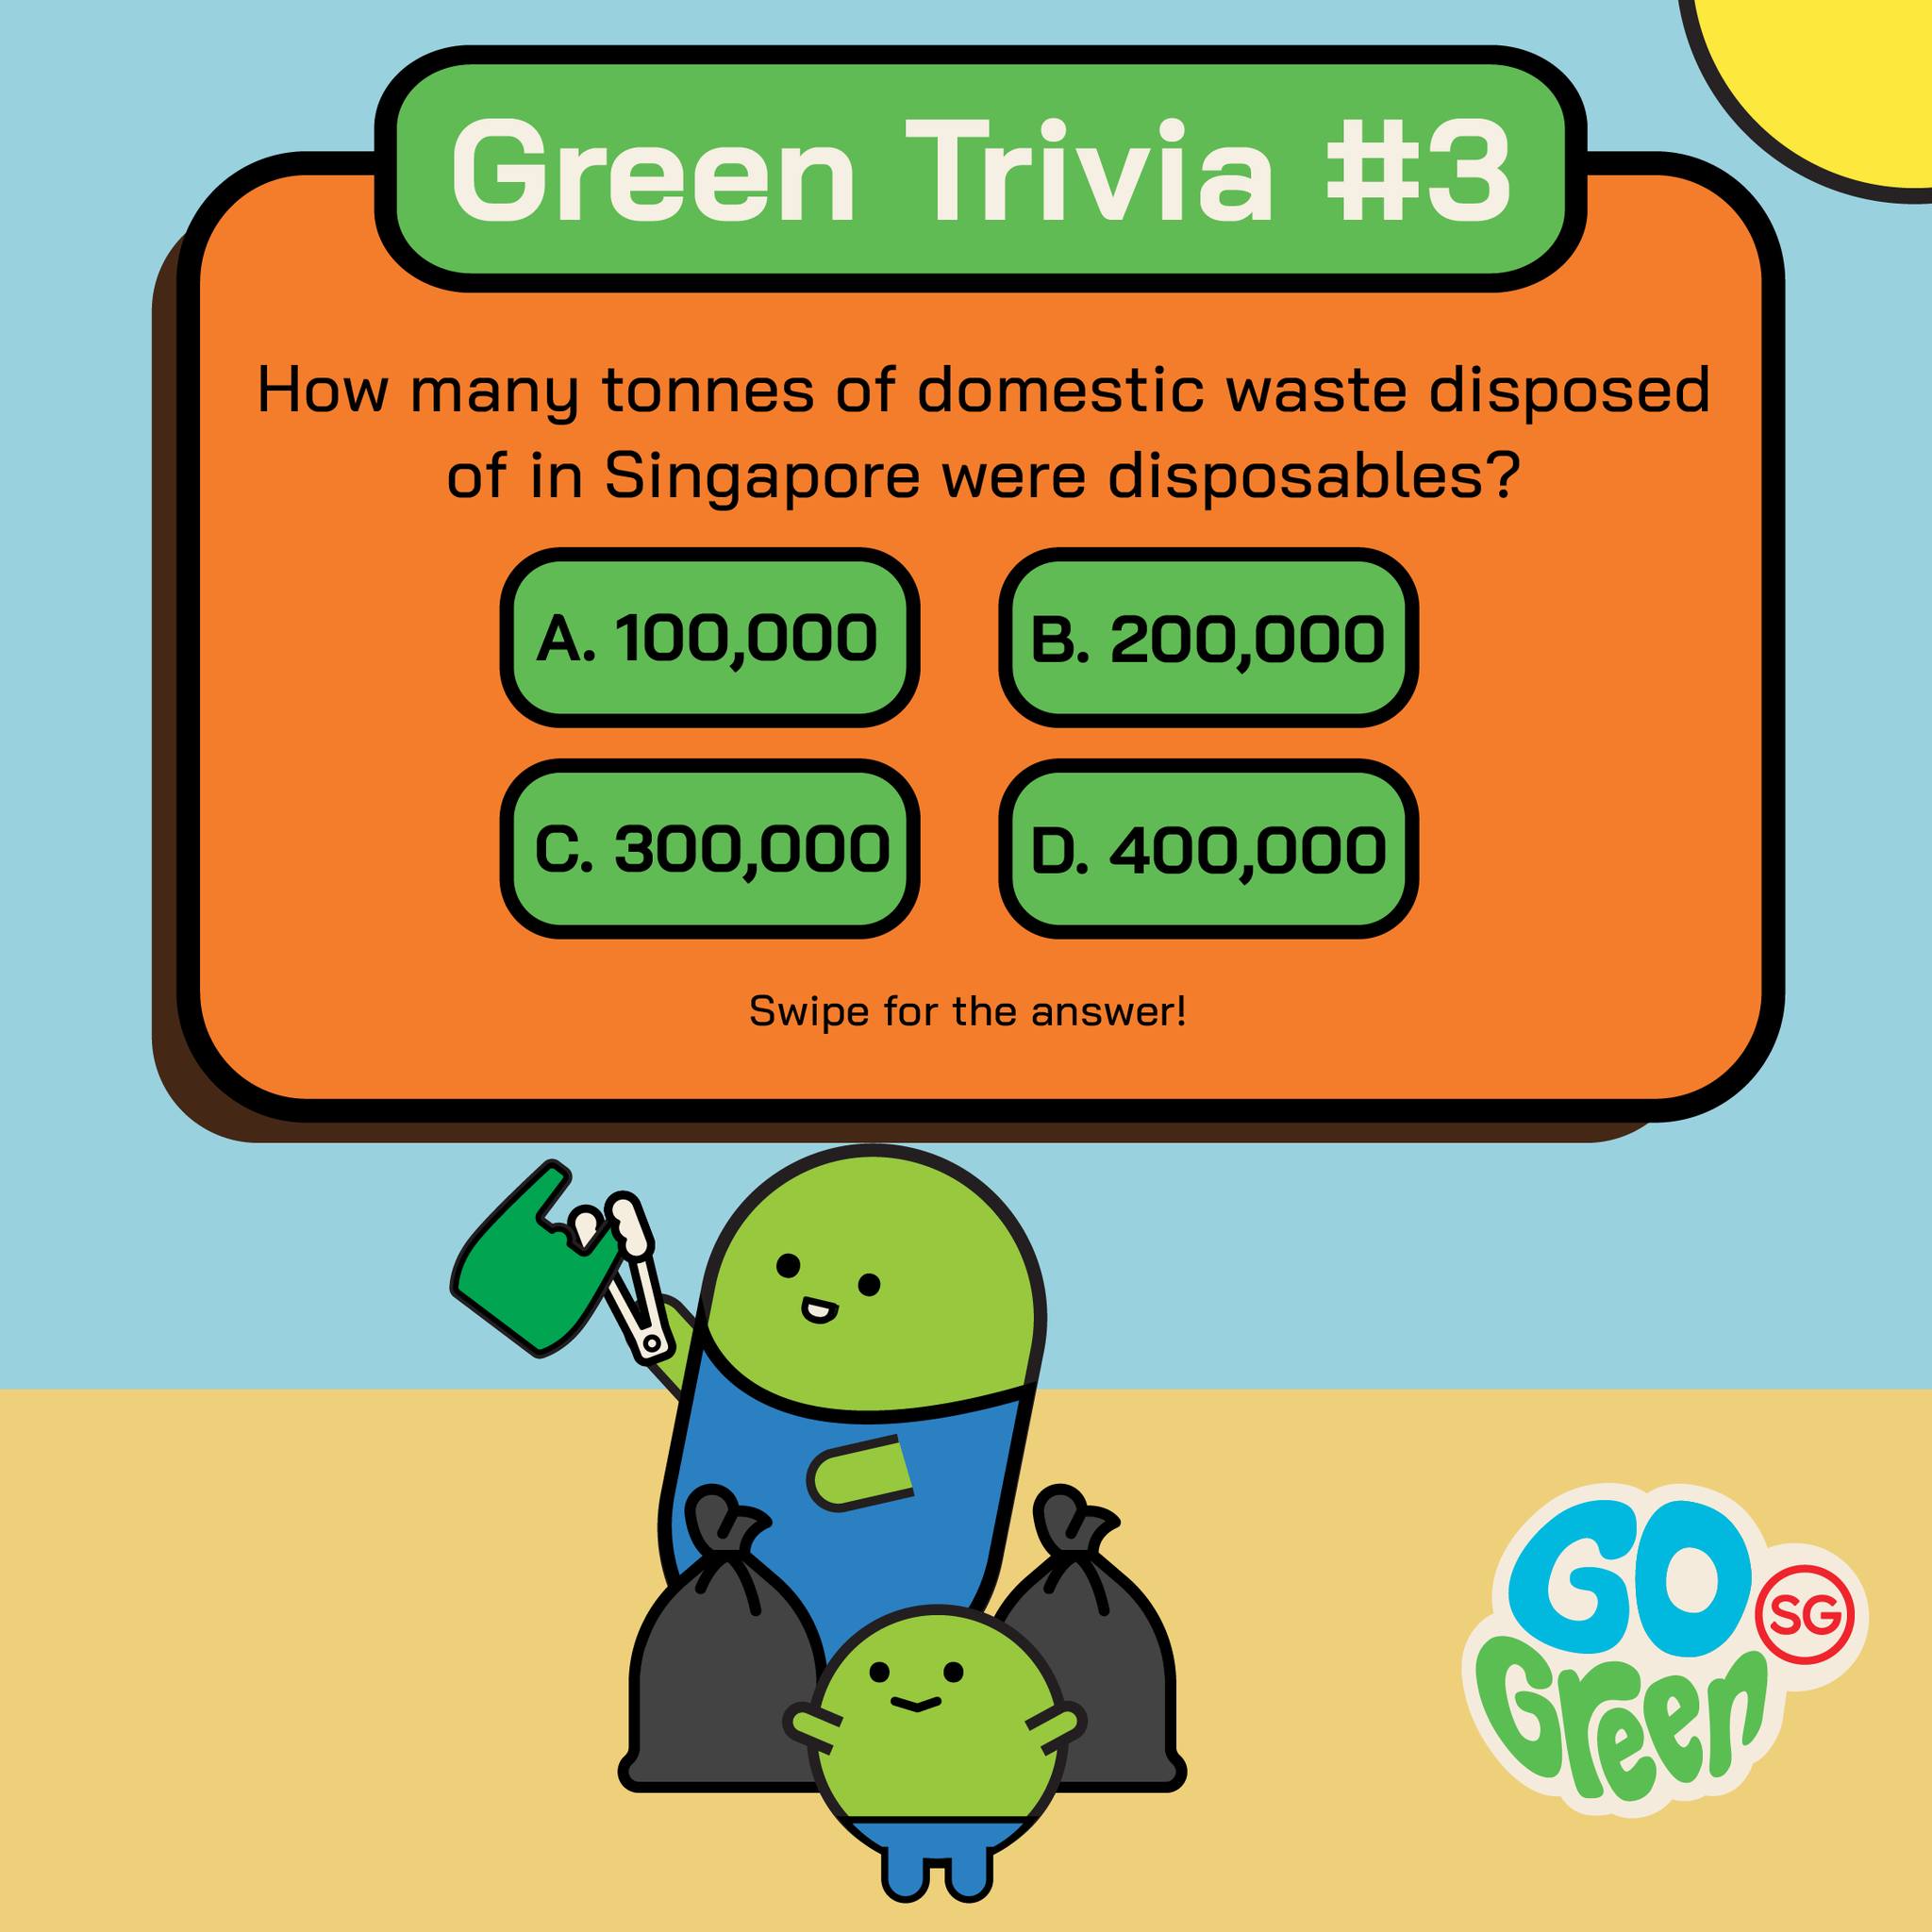 Green Trivia #3
How many tonnes of domestic waste disposed
of in Singapore were disposables?
A. 100,000
B. 200,000
C. 300,000
D. 400,000
Swipe for the answer!
GO
SG
Green